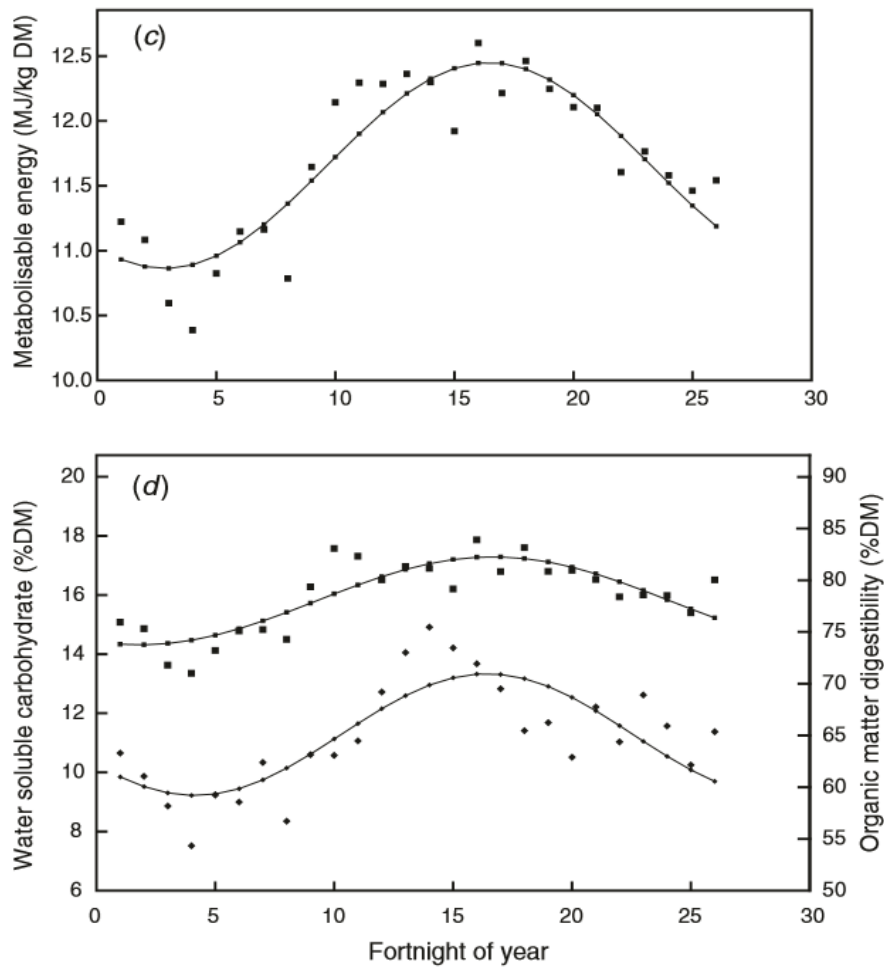 (c)
Metabolisable energy (MJ/kg DM)
12.5
12.0
11.5
11.0
10.5
10.0
0 5 10 15 20 25 30
(d)
Water soluble carbohydrate (%DM)
20
18
16
14
12
10
8
6
Organic matter digestibility (%DM)
90
85
80
75
70
65
60
55
50
0 5 10 15 20 25 30
Fortnight of year